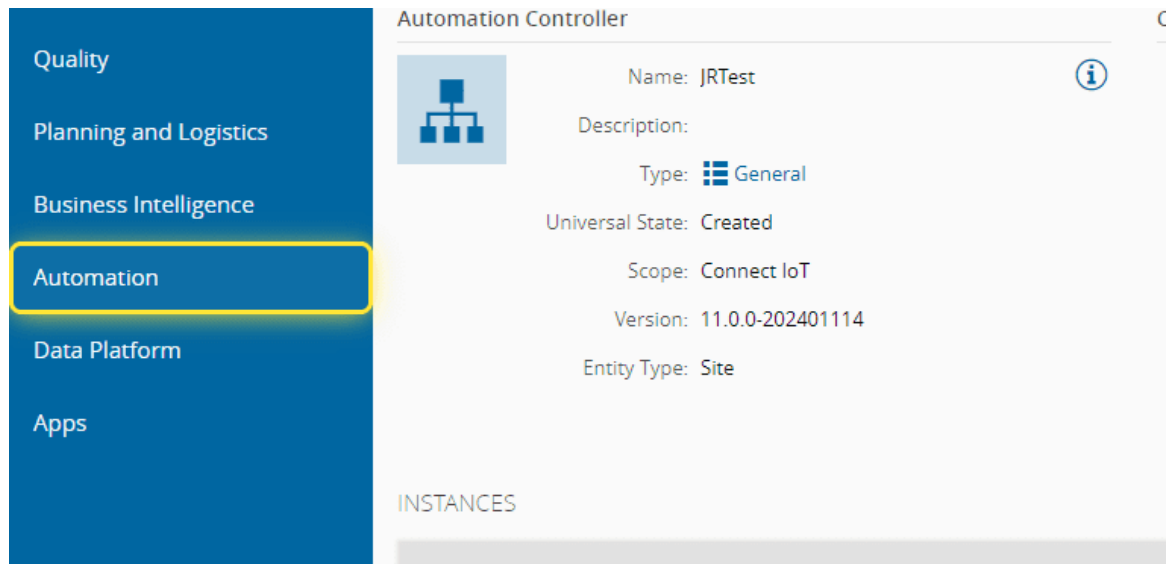 Quality
Planning and Logistics
Business Intelligence
Automation
Data Platform
Apps
Automation Controller
Name: JRTest
Description:
Type: General
Universal State: Created
Scope: Connect IoT
Version: 11.0.0-202401114
Entity Type: Site
INSTANCES